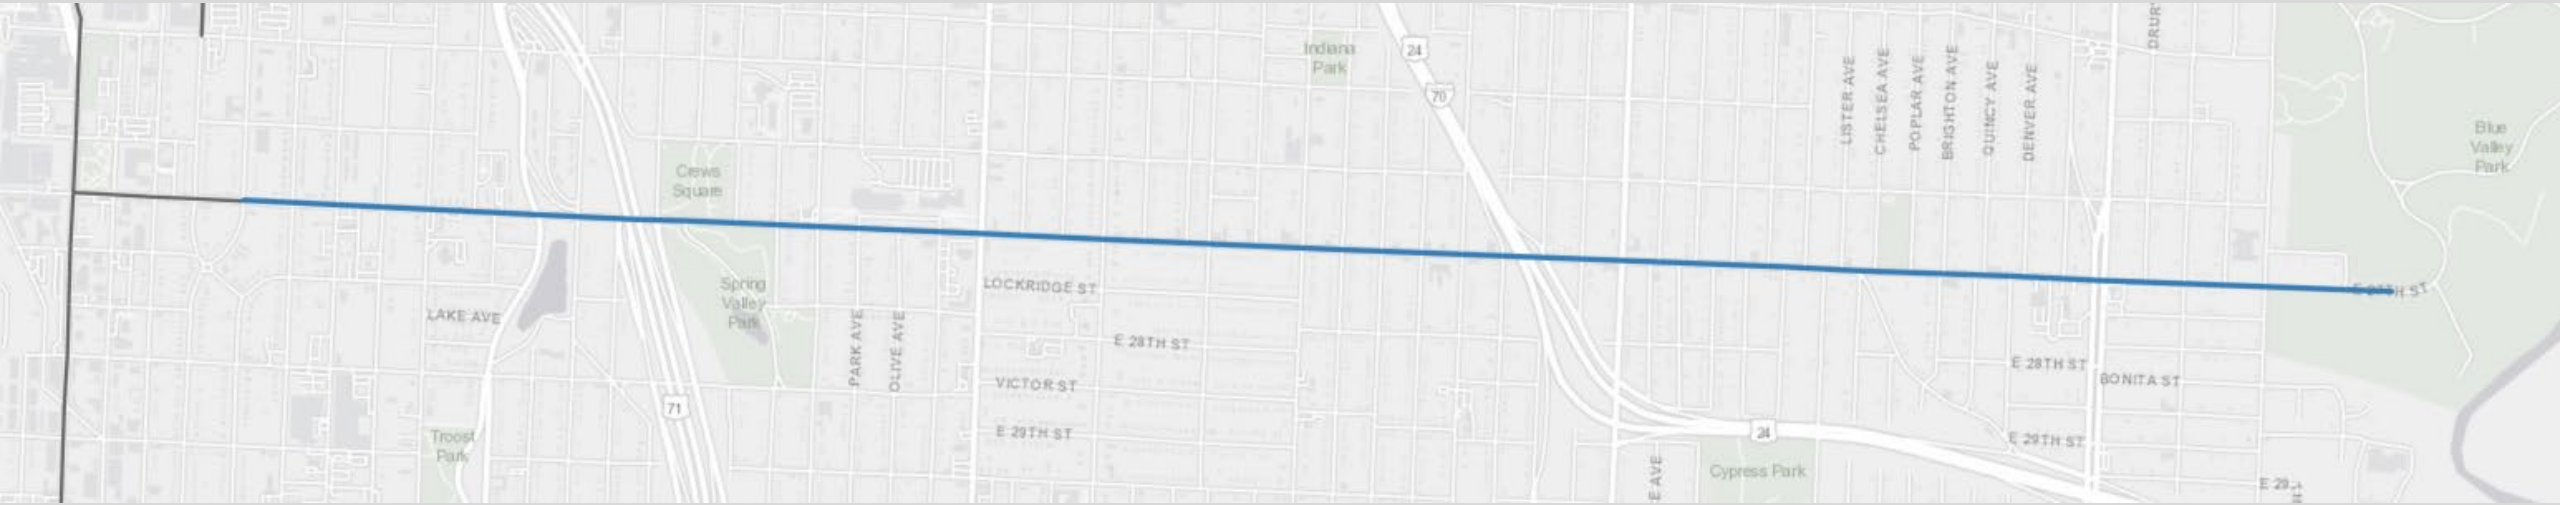 24
70
Indiana
Park
LISTER AVE
CHELSEA AVE
POPLAR AVE
BRIGHTON AVE
QUINCY AVE
DENVER AVE
Blue
Valley
Park
Crews
Square
Spring
Valley
Park
LAKE AVE
LOCKRIDGE ST
E 28TH ST
VICTOR ST
E 29TH ST
PARK AVE
OLIVE AVE
71
Troost
Park
24
Cypress Park
E AVE
E 28TH ST
BONITA ST
E 29TH ST
E 29